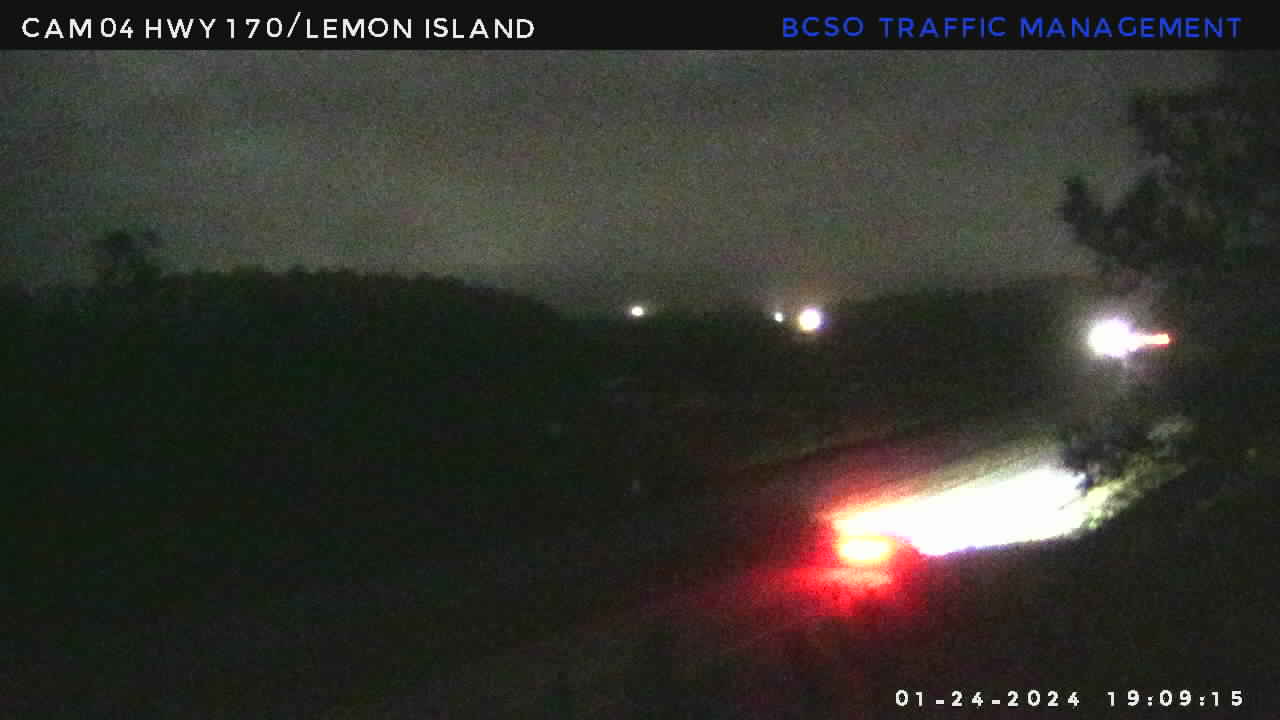 CAM04 HWY 170/LEMON ISLAND
BCSO TRAFFIC MANAGEMENT
01-24-2024 19:09:15